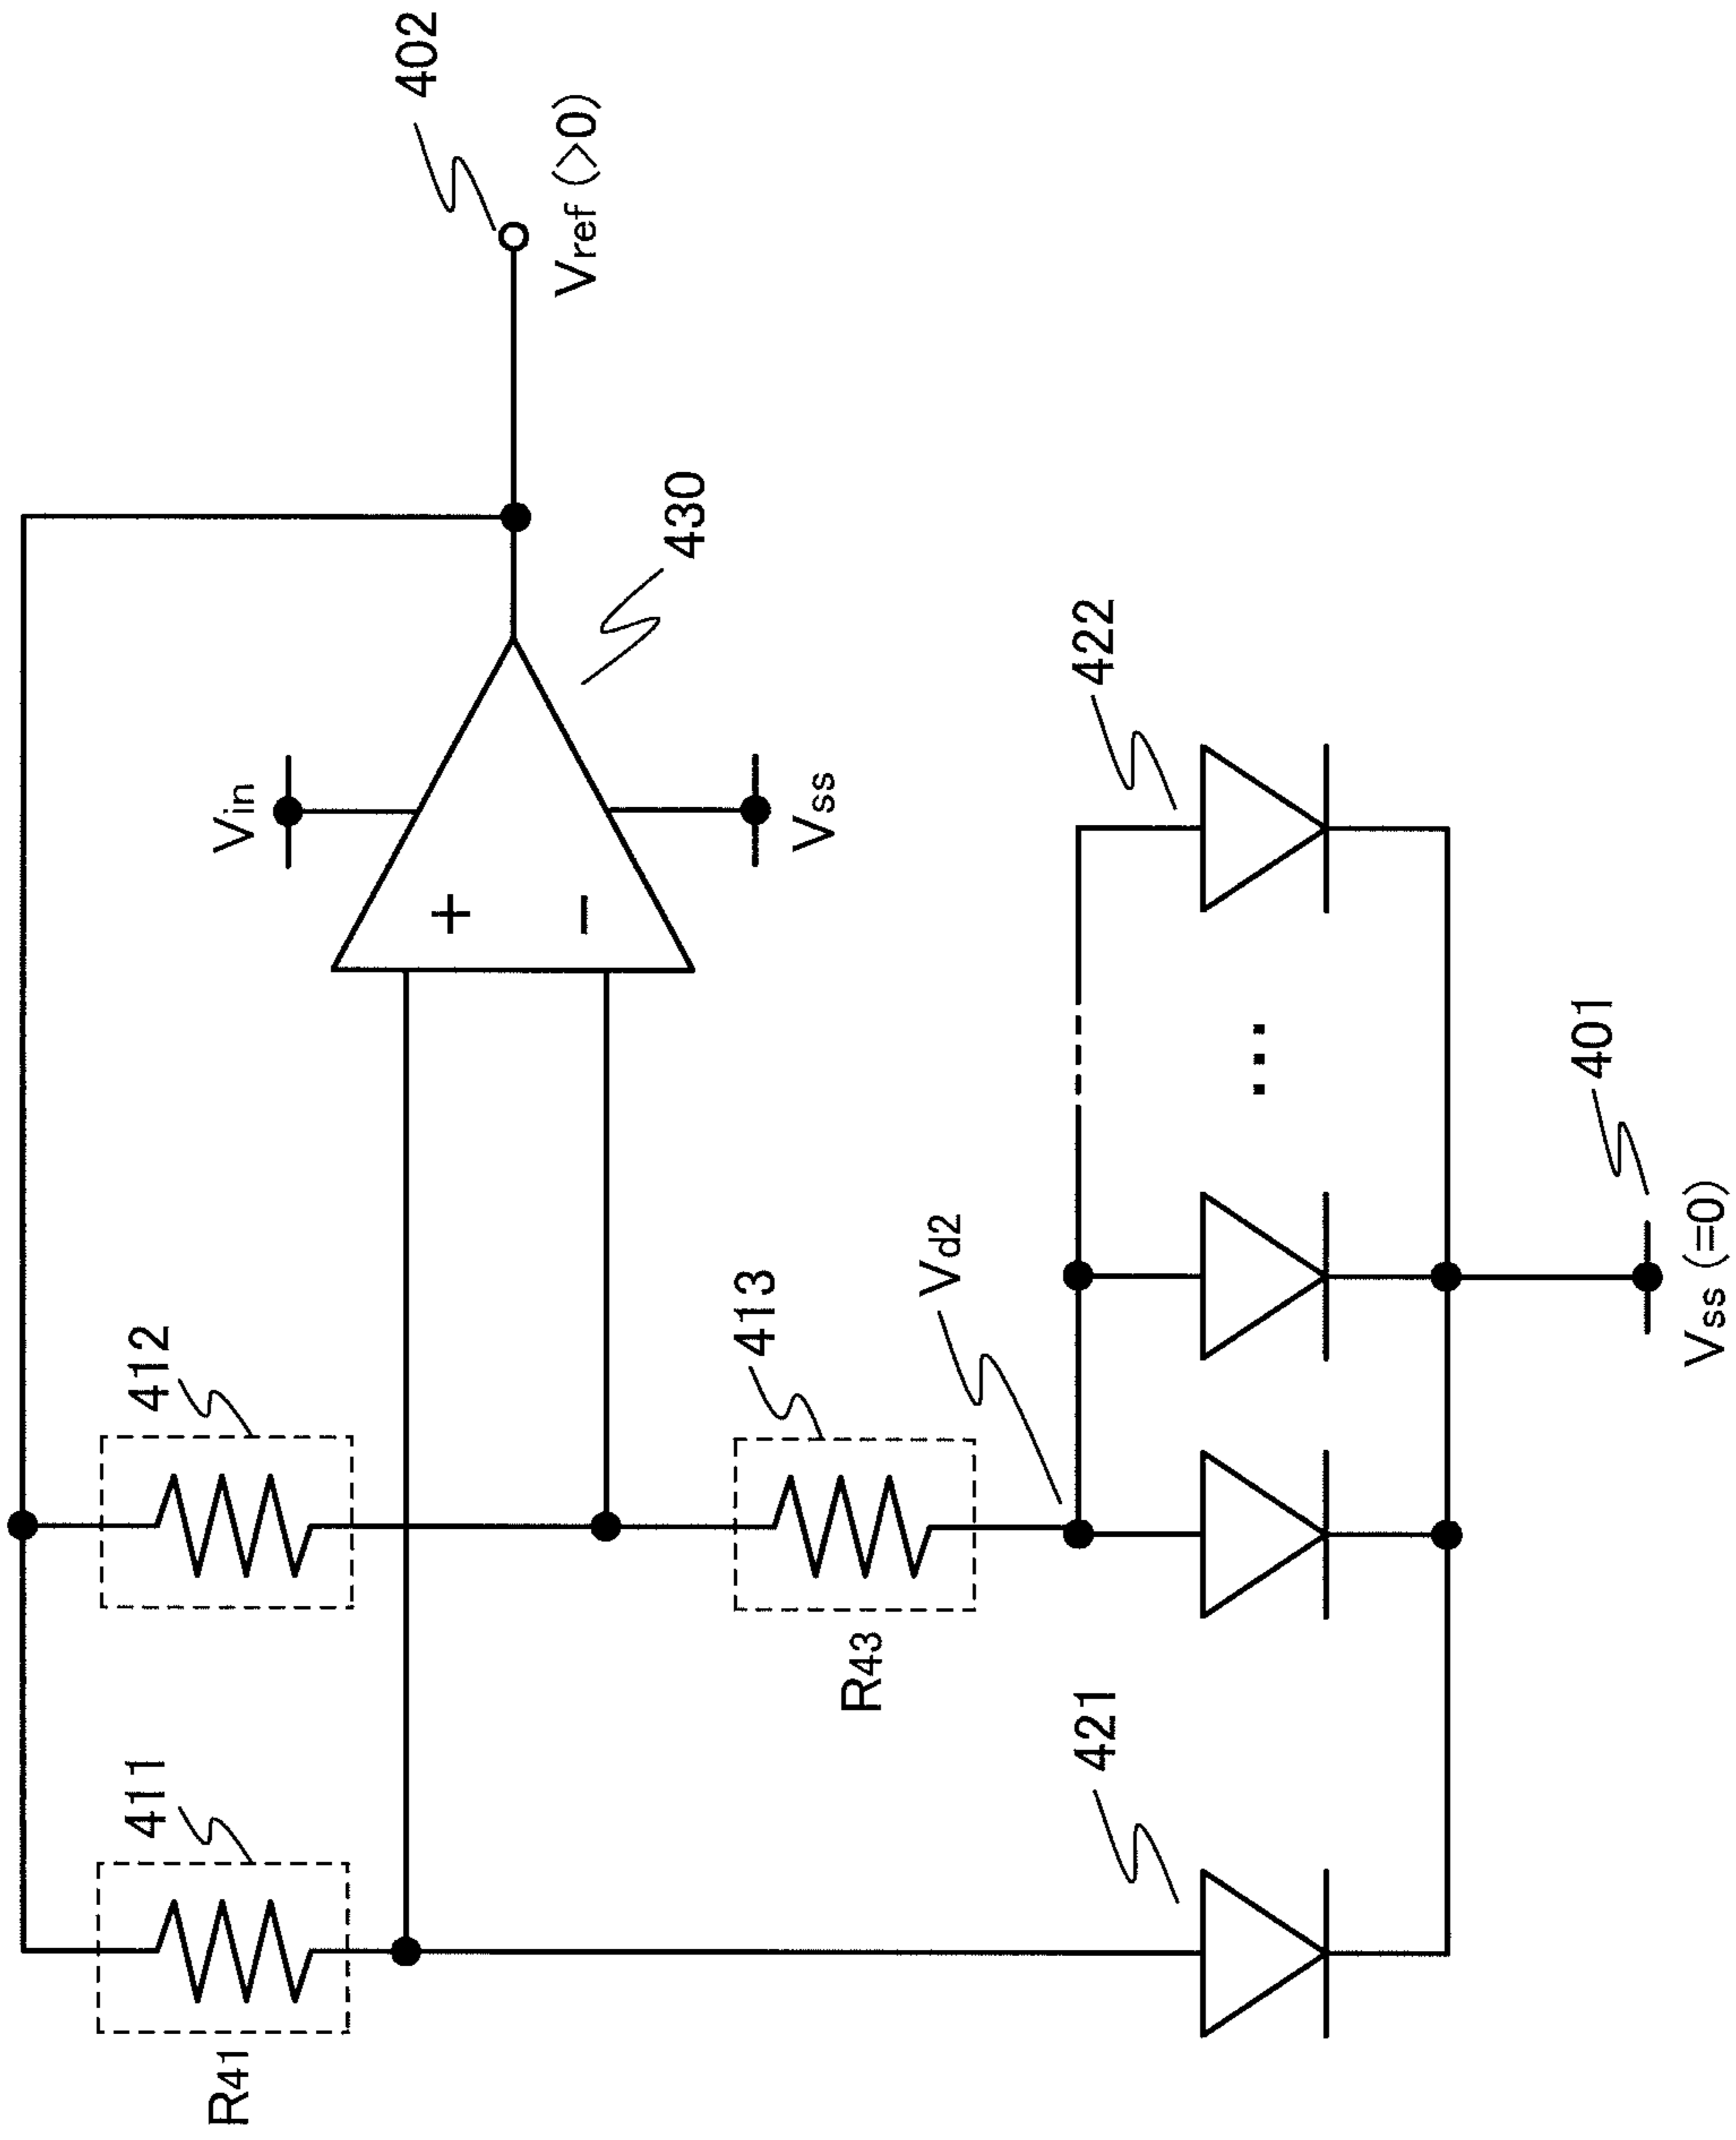 411
R41
412
Vin
+
−
Vss
430
402
Vref (>0)
413
R43
Vd2
421
422
...
401
Vss (=0)